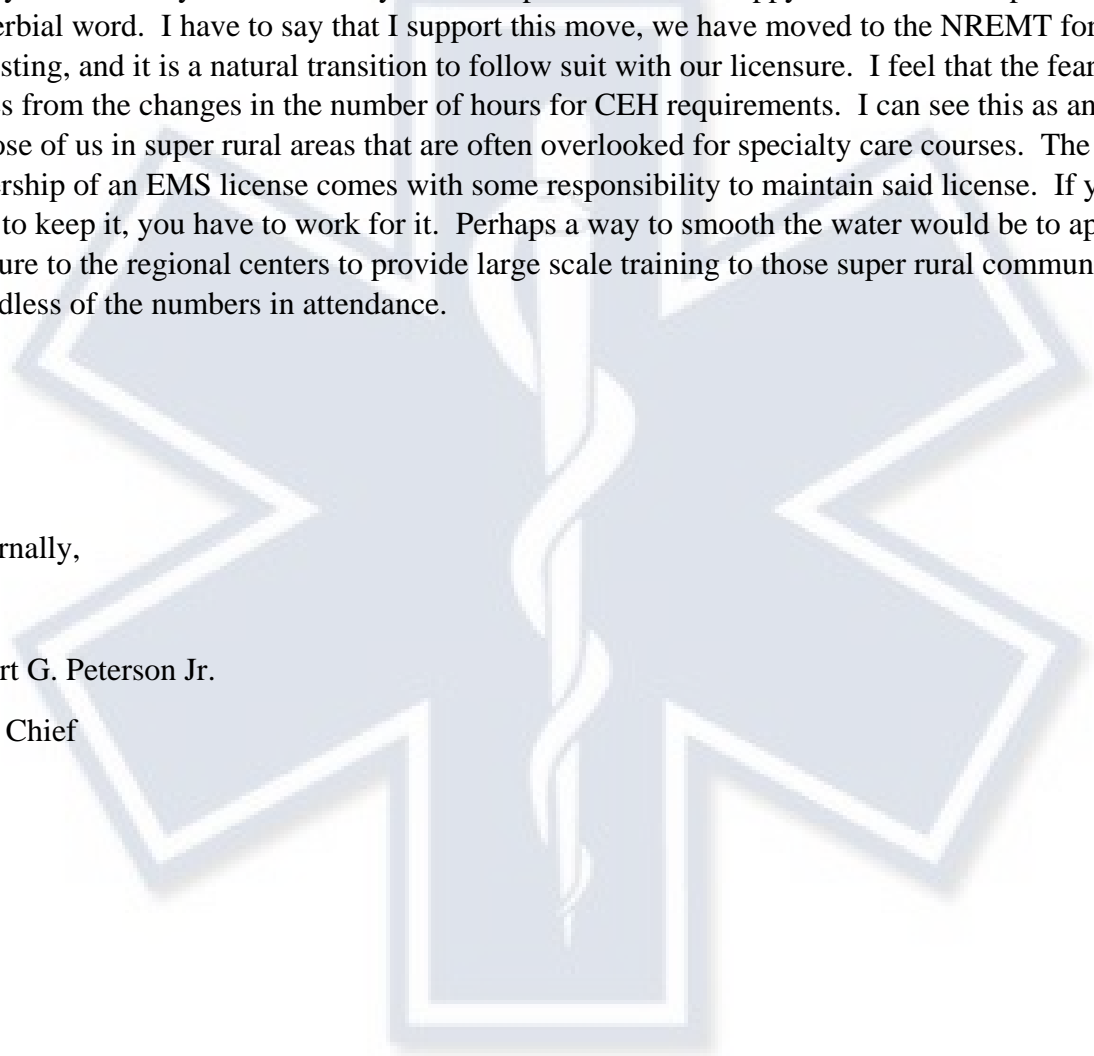 erbial word.  I have to say that I support this move, we have moved to the NREMT for
sting, and it is a natural transition to follow suit with our licensure.  I feel that the fear
s from the changes in the number of hours for CEH requirements.  I can see this as an
ose of us in super rural areas that are often overlooked for specialty care courses.  The
ership of an EMS license comes with some responsibility to maintain said license.  If y
to keep it, you have to work for it.  Perhaps a way to smooth the water would be to ap
ure to the regional centers to provide large scale training to those super rural commun
dless of the numbers in attendance.
rnally,
rt G. Peterson Jr.
Chief